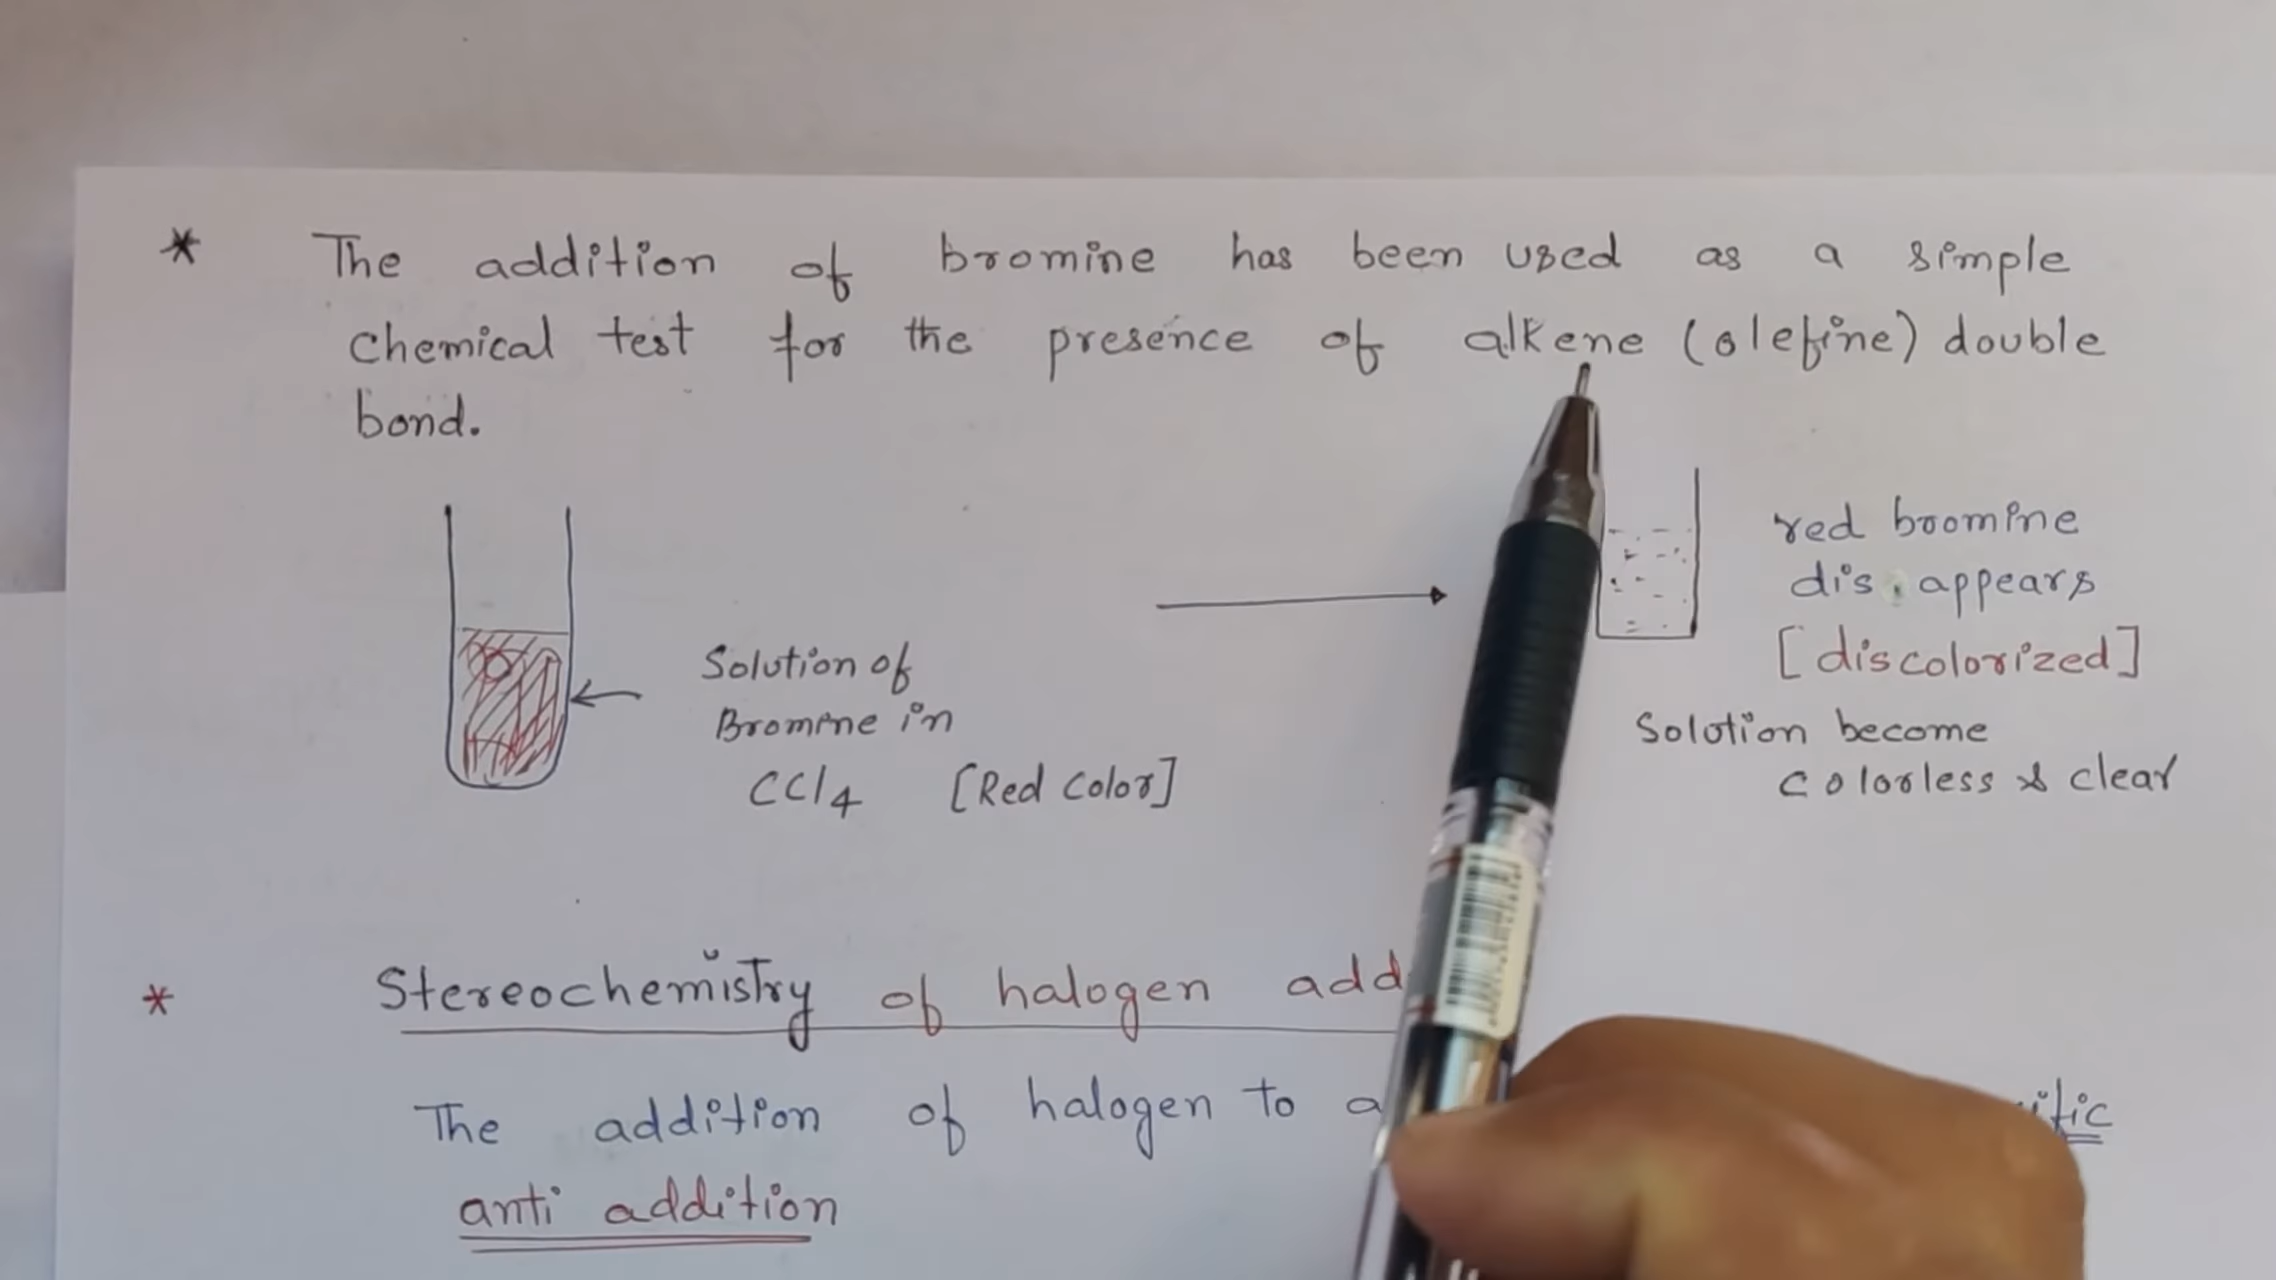 * The addition of bromine has been used as a simple
chemical test for the presence of alkene (olefine) double
bond.
Solution of
Bromine in
CCl4 [Red Color]
red bromine
dis appears
[discolorized]
Solution become
colorless & clear
* Stereochemistry of halogen add
The addition of halogen to
anti addition